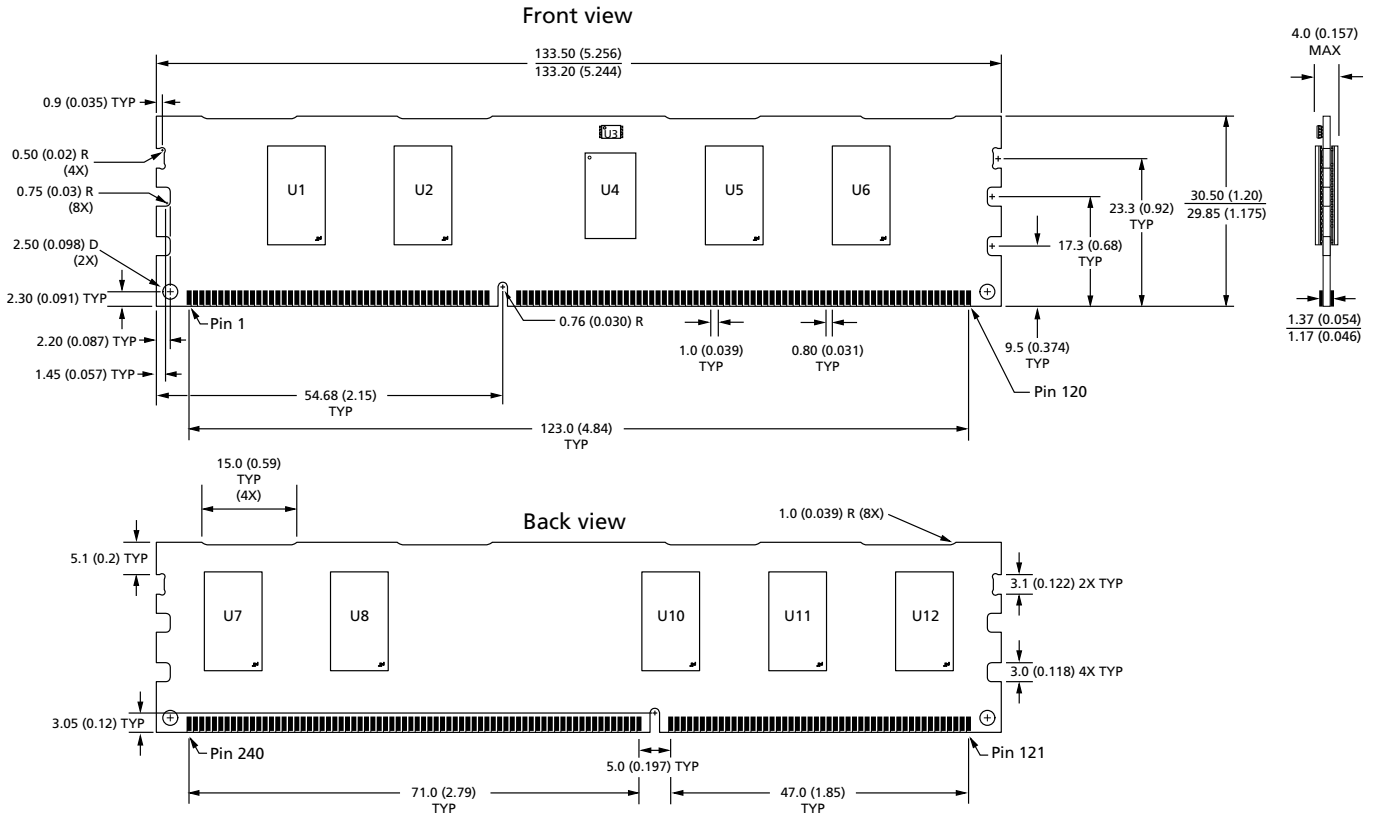 Front view
133.50 (5.256)
133.20 (5.244)
4.0 (0.157)
MAX
0.9 (0.035) TYP
0.50 (0.02) R
(4X)
0.75 (0.03) R
(8X)
2.50 (0.098) D
(2X)
2.30 (0.091) TYP
2.20 (0.087) TYP
1.45 (0.057) TYP
U1
U2
U3
U4
U5
U6
23.3 (0.92)
TYP
17.3 (0.68)
TYP
30.50 (1.20)
29.85 (1.175)
Pin 1
0.76 (0.030) R
1.0 (0.039)
TYP
0.80 (0.031)
TYP
9.5 (0.374)
TYP
1.37 (0.054)
1.17 (0.046)
Pin 120
54.68 (2.15)
TYP
123.0 (4.84)
TYP
15.0 (0.59)
TYP
(4X)
Back view
1.0 (0.039) R (8X)
5.1 (0.2) TYP
U7
U8
U10
U11
U12
3.1 (0.122) 2X TYP
3.0 (0.118) 4X TYP
3.05 (0.12) TYP
Pin 240
5.0 (0.197) TYP
Pin 121
71.0 (2.79)
TYP
47.0 (1.85)
TYP